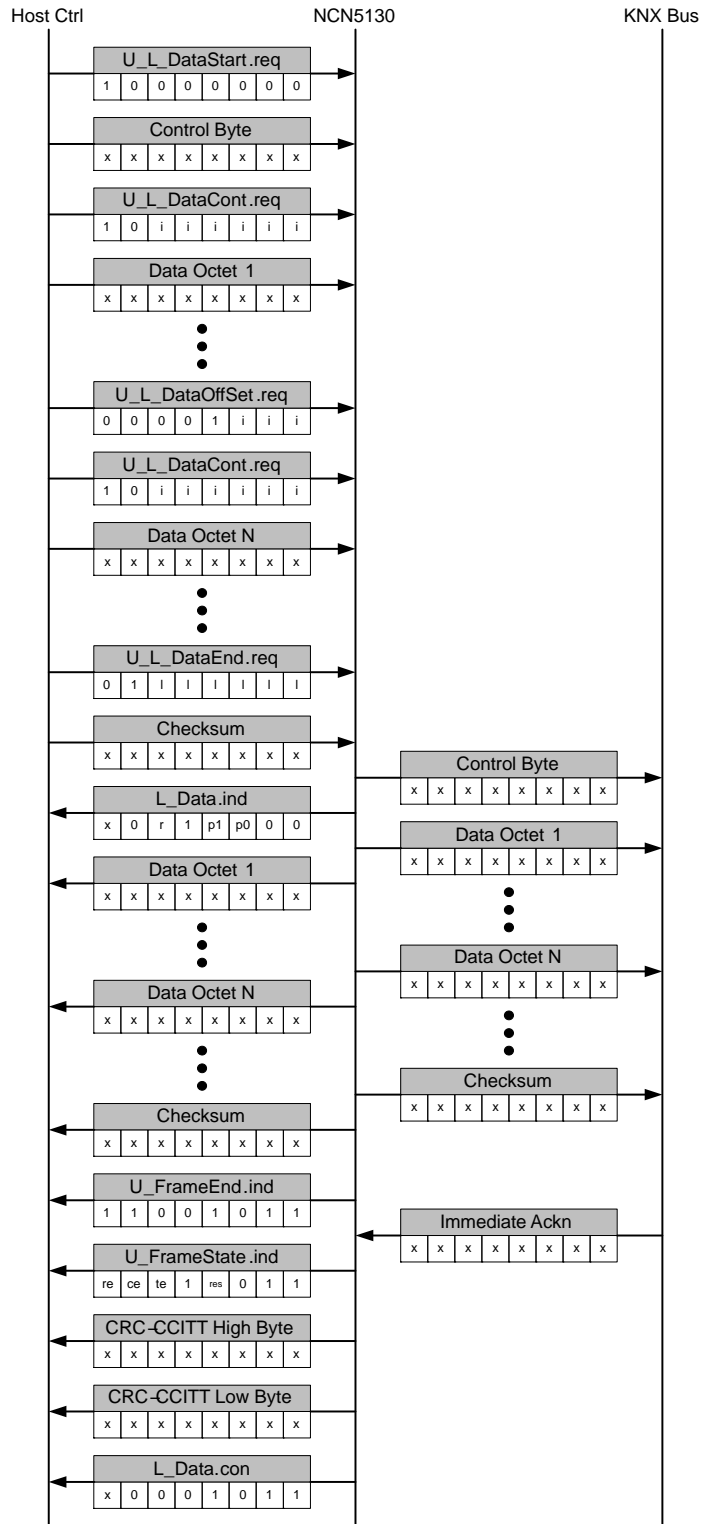 Host Ctrl NCN5130 KNX Bus
U_L_DataStart.req
1 0 0 0 0 0 0 0
Control Byte
x x x x x x x x
U_L_DataCont.req
1 0 i i i i i i
Data Octet 1
x x x x x x x x
U_L_DataOffSet.req
0 0 0 0 1 i i i
U_L_DataCont.req
1 0 i i i i i i
Data Octet N
x x x x x x x x
U_L_DataEnd.req
0 1 l l l l l l
Checksum
x x x x x x x x
Control Byte
x x x x x x x x
L_Data.ind
x 0 r 1 p1 p0 0 0
Data Octet 1
x x x x x x x x
Data Octet 1
x x x x x x x x
Data Octet N
x x x x x x x x
Data Octet N
x x x x x x x x
Checksum
x x x x x x x x
Checksum
x x x x x x x x
U_FrameEnd.ind
1 1 0 0 1 0 1 1
Immediate Ackn
x x x x x x x x
U_FrameState.ind
re ce te 1 res 0 1 1
CRC-CCITT High Byte
x x x x x x x x
CRC-CCITT Low Byte
x x x x x x x x
L_Data.con
x 0 0 0 1 0 1 1